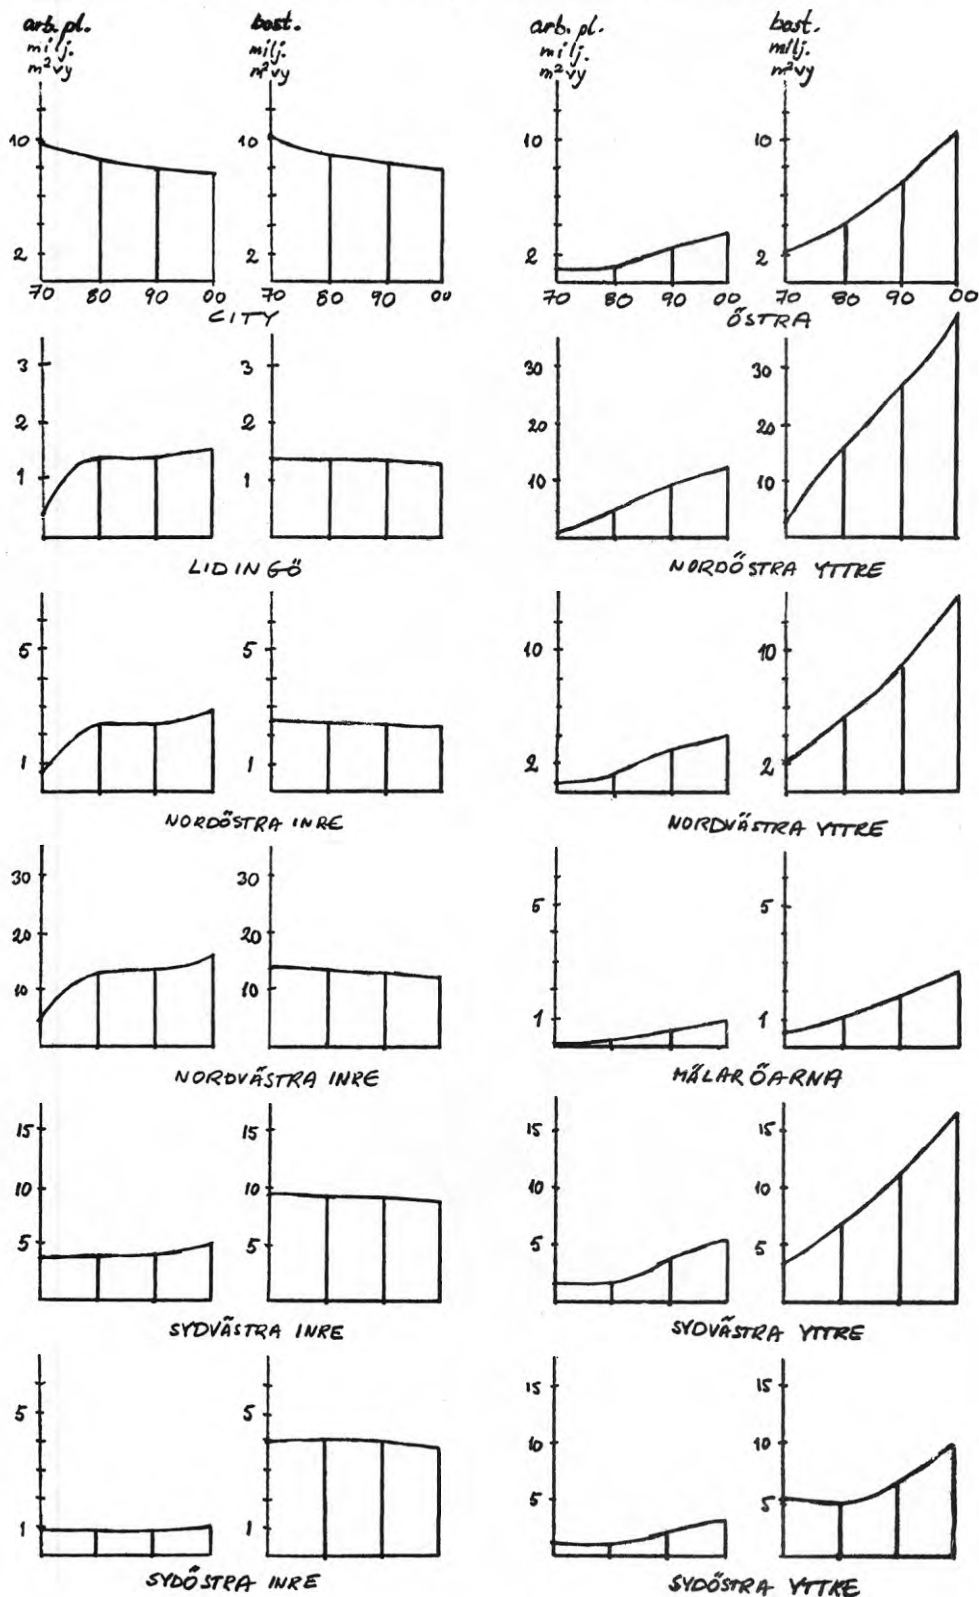 arb.pl. bost. arb.pl. bost.
milj. milj. milj. milj.
m²vy m²vy m²vy m²vy
10 10 10 10
2 2 2 2
70 80 90 00 70 80 90 00 70 80 90 00 70 80 90 00
CITY ÖSTRA
3 3 30 30
2 2 20 20
1 1 10 10
LIDINGÖ NORDÖSTRA YTTRE
5 5 10 10
1 1 2 2
NORDÖSTRA INRE NORDVÄSTRA YTTRE
30 30 5 5
20 20
10 10 1 1
NORDVÄSTRA INRE MÄLARÖARNA
15 15 15 15
10 10 10 10
5 5 5 5
SYDVÄSTRA INRE SYDVÄSTRA YTTRE
5 5 15 15
10 10
1 1 5 5
SYDÖSTRA INRE SYDÖSTRA YTTRE